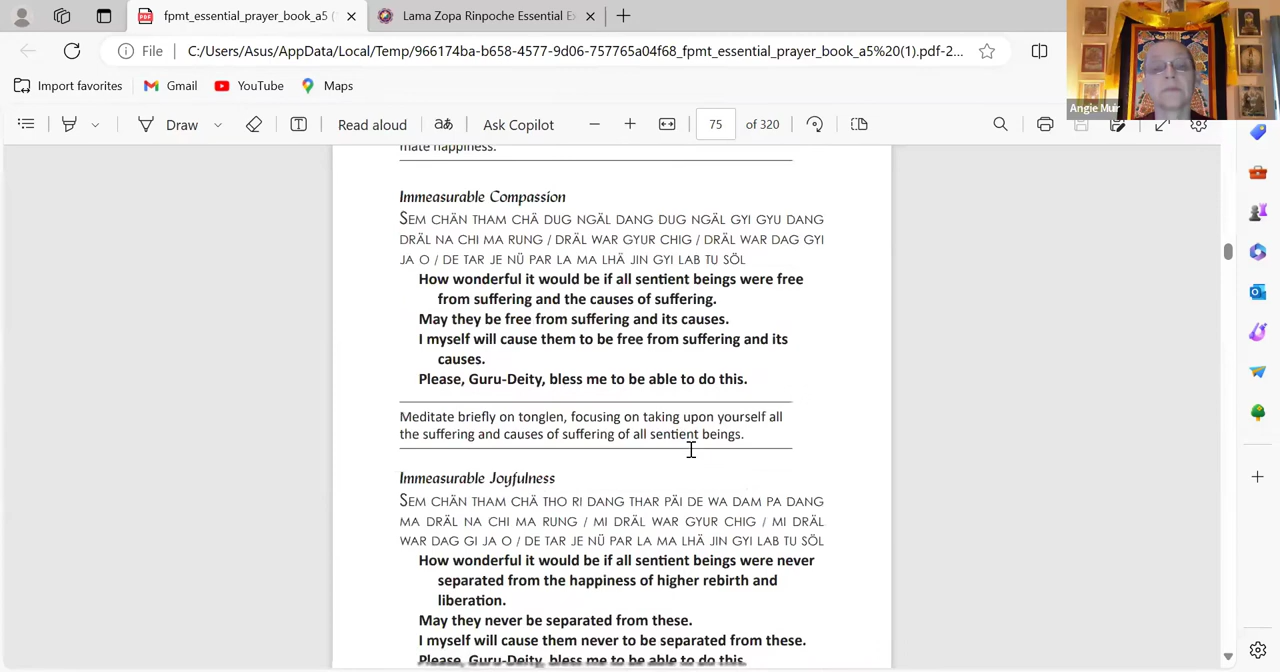 fpmt_essential_prayer_book_a5 (
Lama Zopa Rinpoche Essential E
File
C:/Users/Asus/AppData/Local/Temp/966174ba-b658-4577-9d06-757765a04f68_fpmt_essential_prayer_book_a5%20(1).pdf-2...
Import favorites
Gmail
YouTube
Maps
Angie Muir
Draw
Read aloud
aあ
Ask Copilot
75
of 320
mate happiness.
Immeasurable Compassion
SEM CHÄN THAM CHÄ DUG NGÄL DANG DUG NGÄL GYI GYU DANG
DRÄL NA CHI MA RUNG / DRÄL WAR GYUR CHIG / DRÄL WAR DAG GYI
JA O / DE TAR JE NÜ PAR LA MA LHÄ JIN GYI LAB TU SÖL
How wonderful it would be if all sentient beings were free
from suffering and the causes of suffering.
May they be free from suffering and its causes.
I myself will cause them to be free from suffering and its
causes.
Please, Guru-Deity, bless me to be able to do this.
Meditate briefly on tonglen, focusing on taking upon yourself all
the suffering and causes of suffering of all sentient beings.
Immeasurable Joyfulness
SEM CHÄN THAM CHÄ THO RI DANG THAR PÄI DE WA DAM PA DANG
MA DRÄL NA CHI MA RUNG / MI DRÄL WAR GYUR CHIG / MI DRÄL
WAR DAG GI JA O / DE TAR JE NÜ PAR LA MA LHÄ JIN GYI LAB TU SÖL
How wonderful it would be if all sentient beings were never
separated from the happiness of higher rebirth and
liberation.
May they never be separated from these.
I myself will cause them never to be separated from these.
Please, Guru-Deity, bless me to be able to do this.